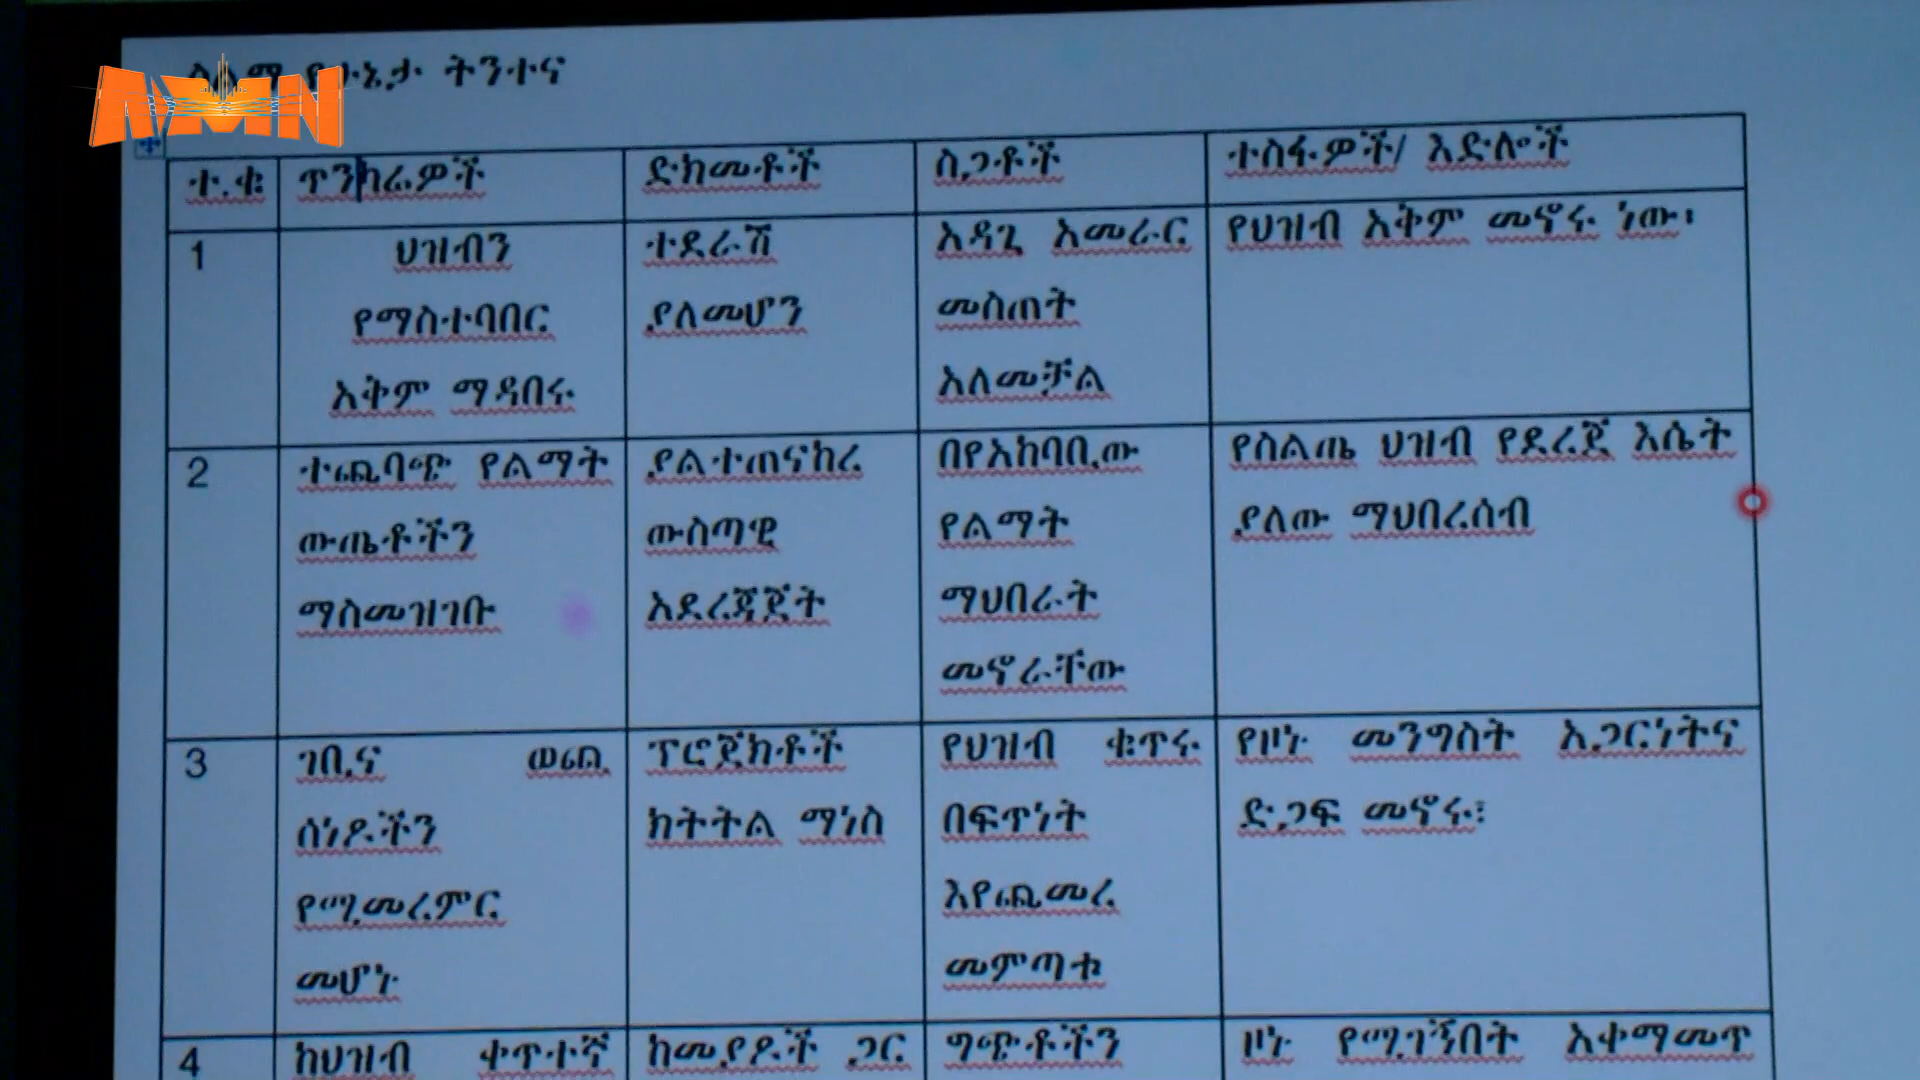 AMN
የሁኔታ ትንተና
ተ.ቁ ጥንካሬዎች ድክመቶች ስጋቶች ተስፋዎች/ እድሎች
1 ህዝብን ተደራሽ አዳጊ አመራር የህዝብ አቅም መኖሩ ነው፡
የማስተባበር ያለመሆን መስጠት
አቅም ማዳበሩ አለመቻል
2 ተጨባጭ የልማት ያልተጠናከረ በየአከባቢው የስልጤ ህዝብ የደረጀ እሴት
ውጤቶችን ውስጣዊ የልማት ያለው ማህበረሰብ
ማስመዝገቡ አደረጃጀት ማህበራት
መኖራቸው
3 ገቢና ወጪ ፕሮጀክቶች የህዝብ ቁጥሩ የዞኑ መንግስት አጋርነትና
ሰነዶችን ክትትል ማነስ በፍጥነት ድጋፍ መኖሩ፡
የሚመረምር እየጨመረ
መሆኑ መምጣቱ
4 ከህዝብ ቀጥተኛ ከመያዶች ጋር ግጭቶችን ዞኑ የሚገኝበት አቀማመጥ